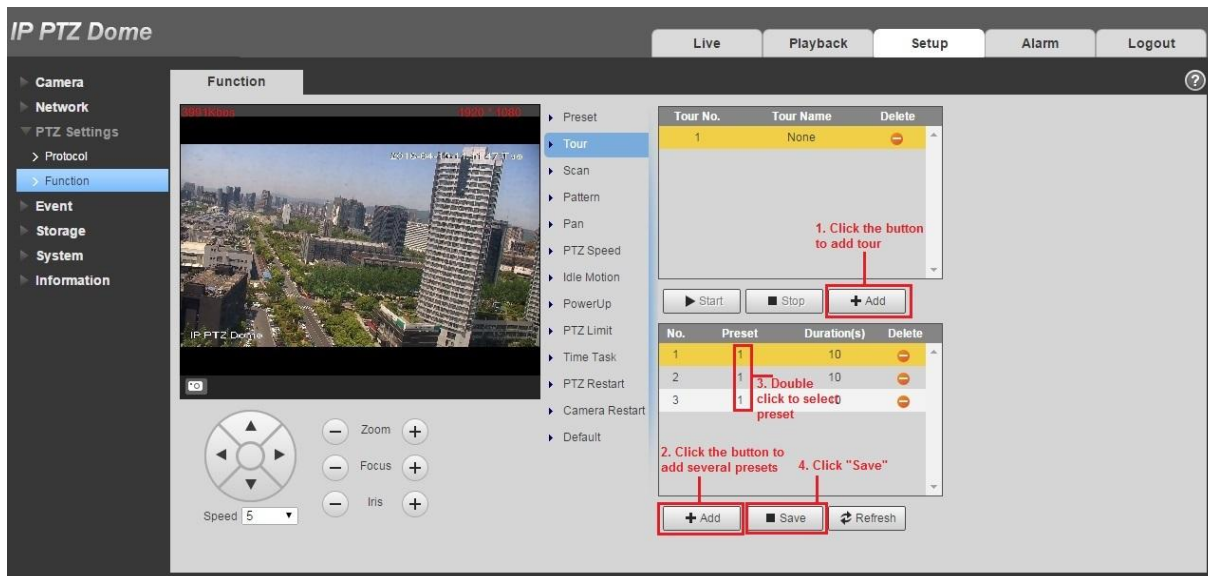 IP PTZ Dome
Live
Playback
Setup
Alarm
Logout
Camera
Network
PTZ Settings
Protocol
Function
Event
Storage
System
Information
Function
?
1920 * 1080
IP PTZ Dome
Zoom
Focus
Iris
Speed 5
Preset
Tour
Scan
Pattern
Pan
PTZ Speed
Idle Motion
PowerUp
PTZ Limit
Time Task
PTZ Restart
Camera Restart
Default
Tour No. Tour Name Delete
1 None
1. Click the button
to add tour
Start
Stop
Add
No. Preset Duration(s) Delete
1 1 10
2 1 10
3 1
3. Double
click to select
preset
2. Click the button to
add several presets
4. Click "Save"
Add
Save
Refresh